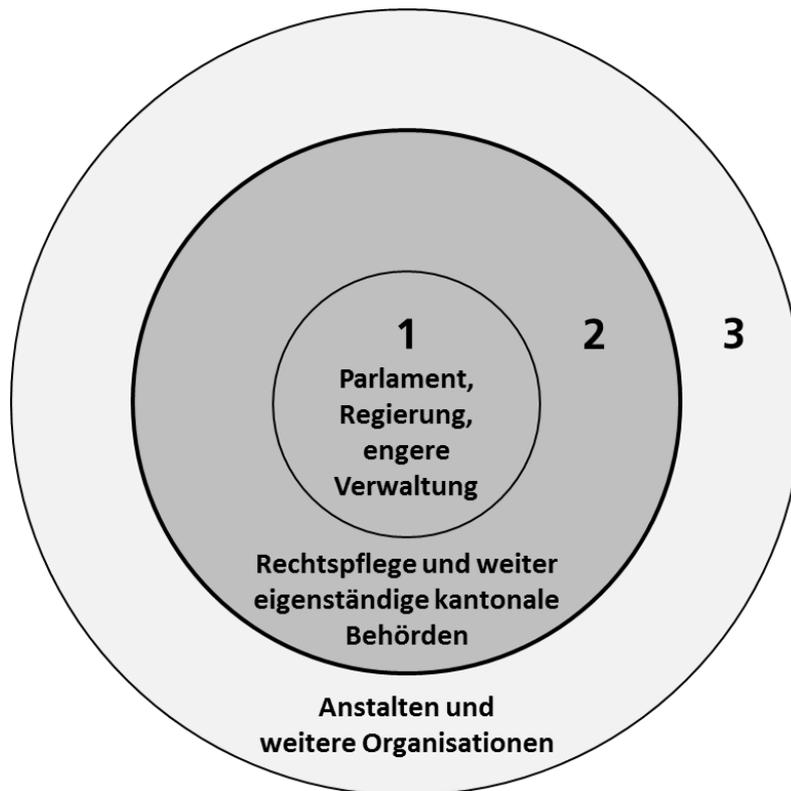 1
2
3
Parlament,
Regierung,
engere
Verwaltung
Rechtspflege und weiter
eigenständige kantonale
Behörden
Anstalten und
weitere Organisationen